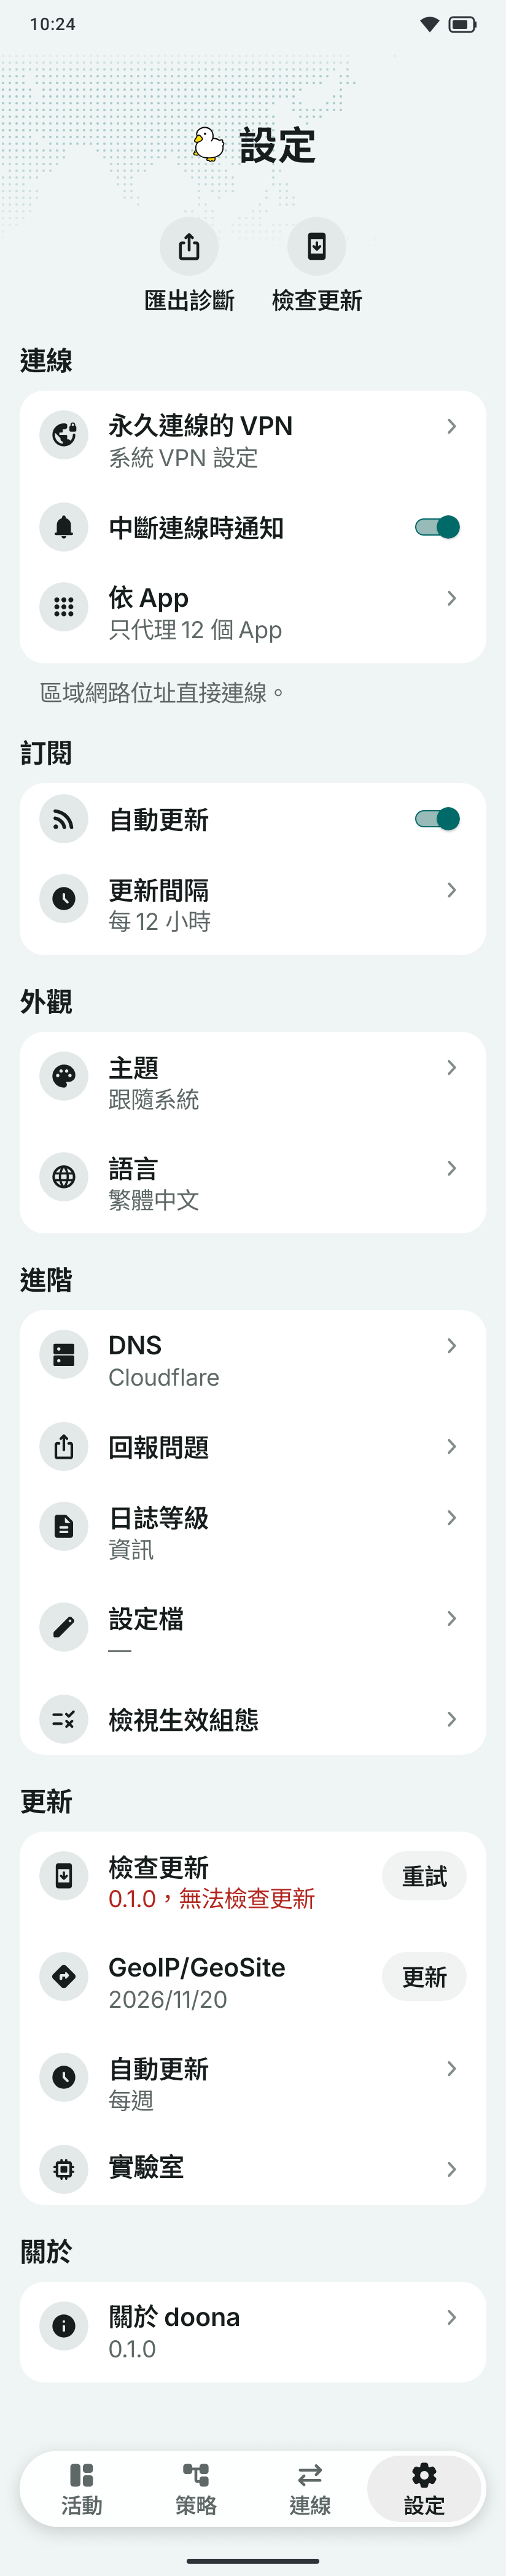 10:24
設定
匯出診斷
檢查更新
連線
永久連線的 VPN
系統 VPN 設定
中斷連線時通知
依 App
只代理 12 個 App
區域網路位址直接連線。
訂閱
自動更新
更新間隔
每 12 小時
外觀
主題
跟隨系統
語言
繁體中文
進階
DNS
Cloudflare
回報問題
日誌等級
資訊
設定檔
—
檢視生效組態
更新
檢查更新
0.1.0，無法檢查更新
重試
GeoIP/GeoSite
2026/11/20
更新
自動更新
每週
實驗室
關於
關於 doona
0.1.0
活動
策略
連線
設定